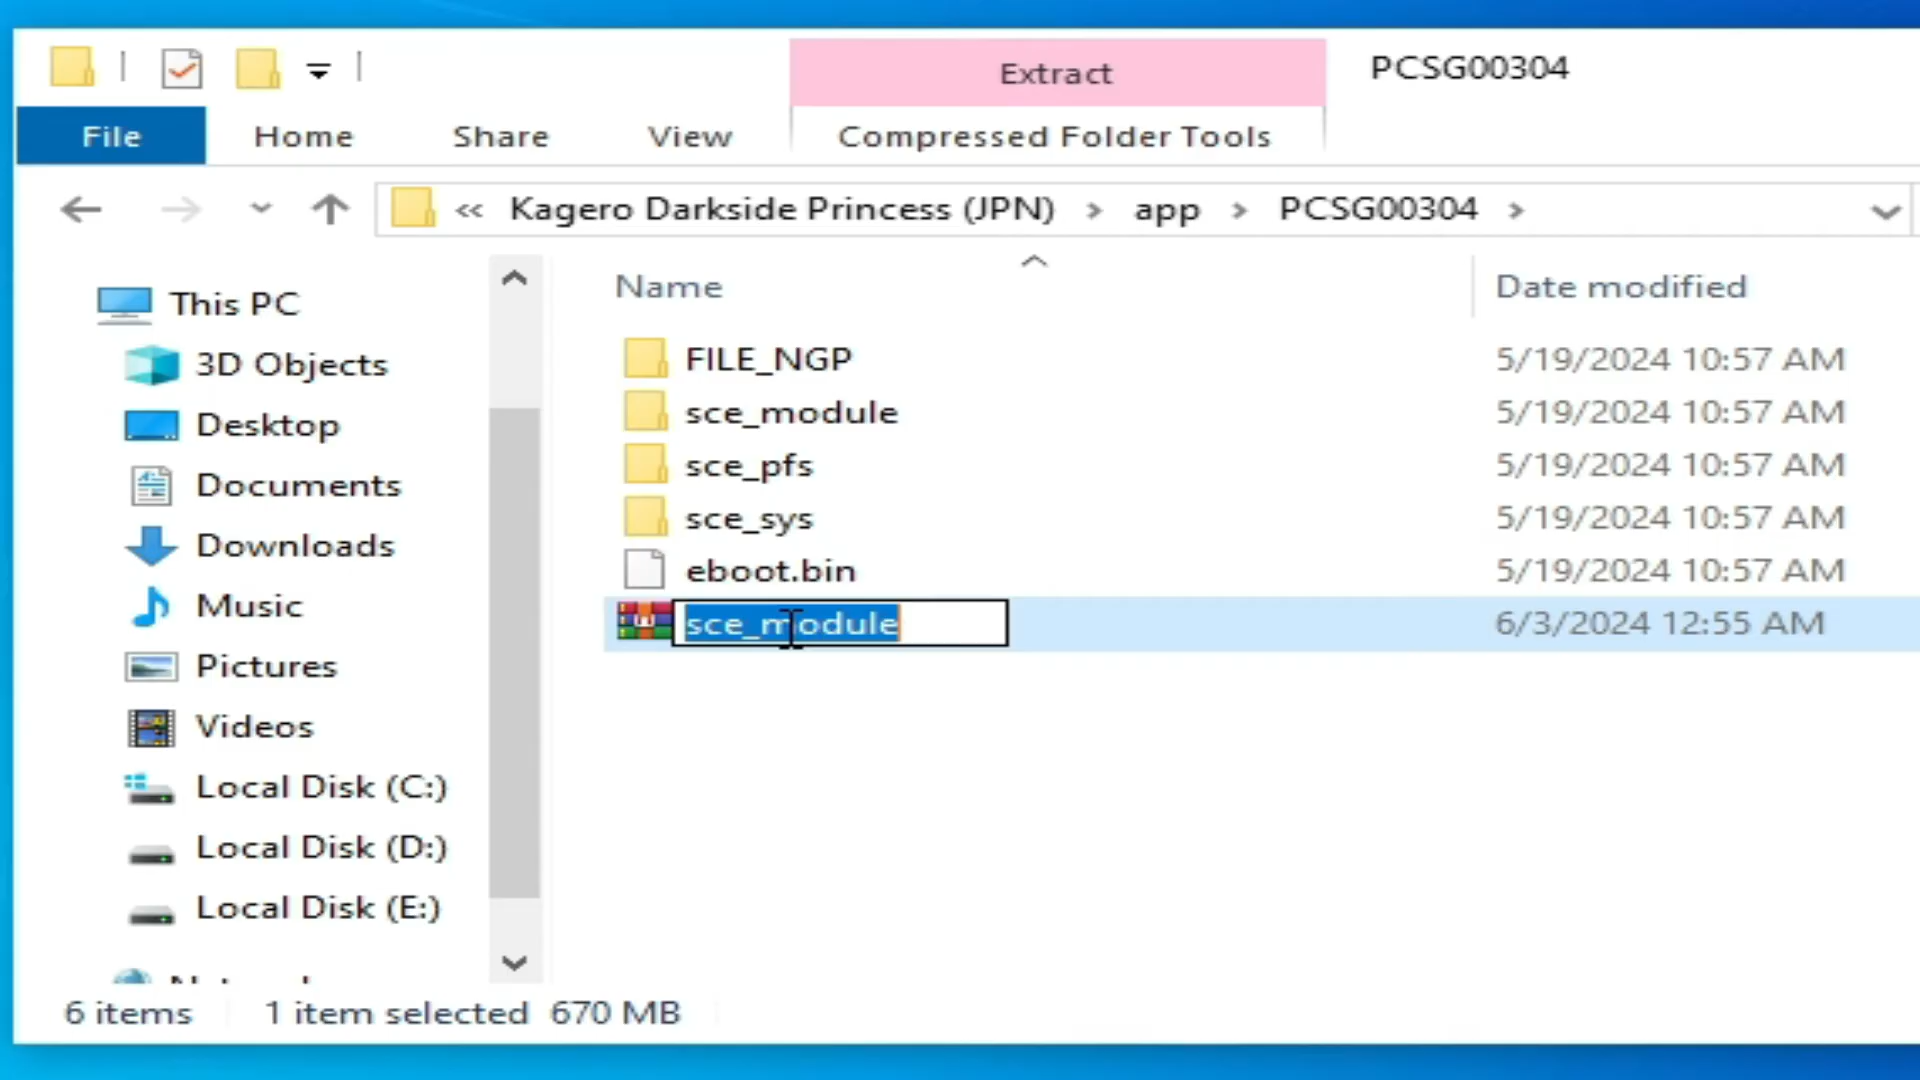 Extract
PCSG00304
File
Home
Share
View
Compressed Folder Tools
« Kagero Darkside Princess (JPN) > app > PCSG00304 >
Name
Date modified
This PC
3D Objects
Desktop
Documents
Downloads
Music
Pictures
Videos
Local Disk (C:)
Local Disk (D:)
Local Disk (E:)
FILE_NGP 5/19/2024 10:57 AM
sce_module 5/19/2024 10:57 AM
sce_pfs 5/19/2024 10:57 AM
sce_sys 5/19/2024 10:57 AM
eboot.bin 5/19/2024 10:57 AM
sce_module 6/3/2024 12:55 AM
6 items
1 item selected 670 MB